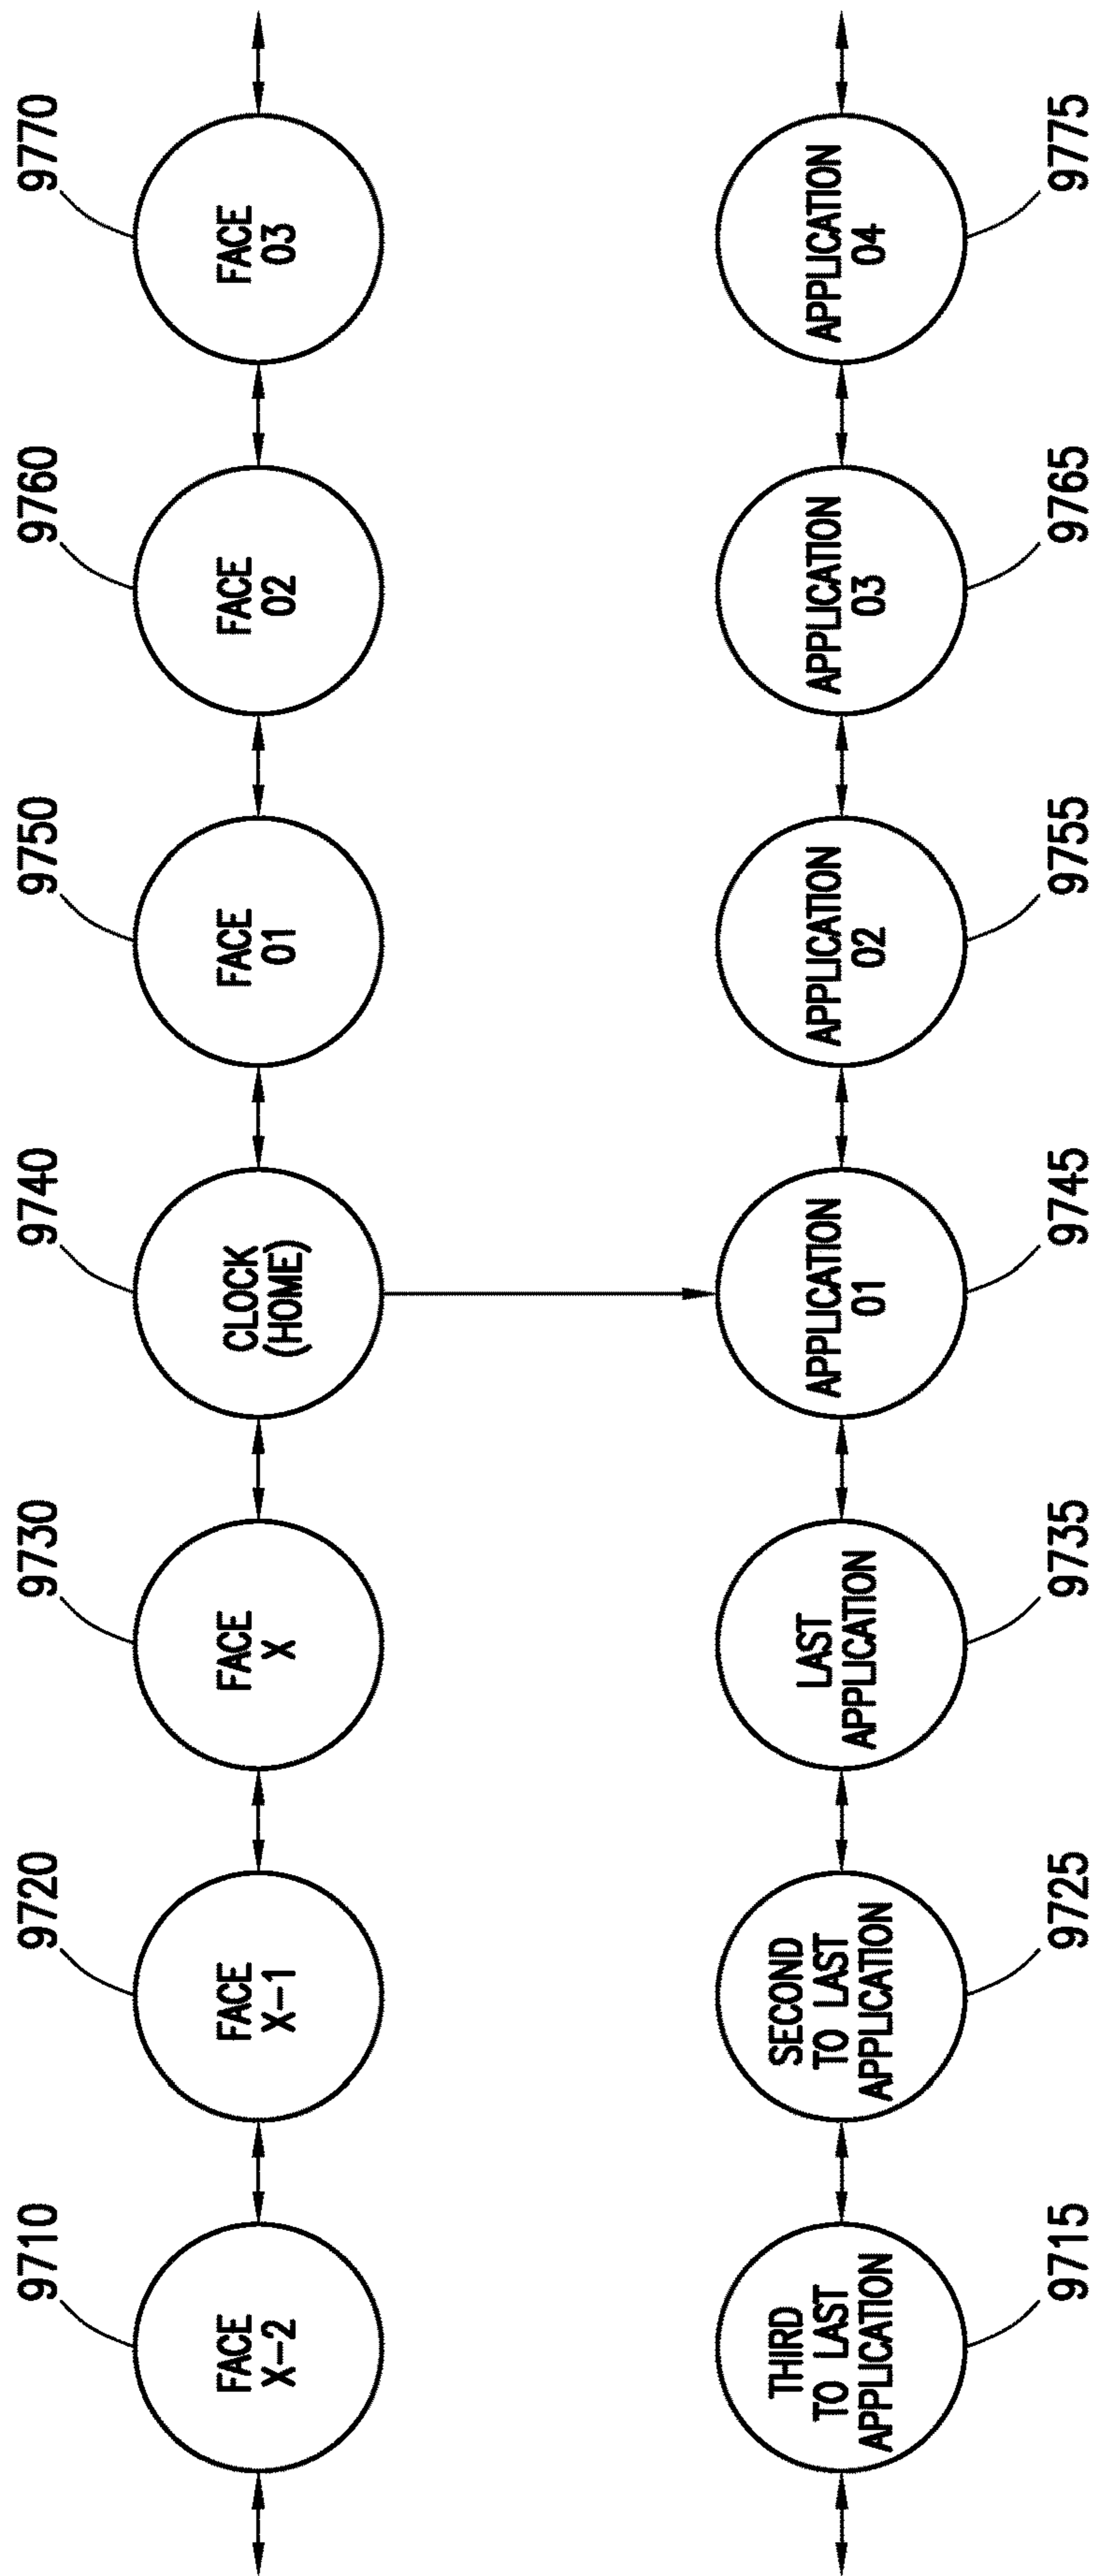 9710
9720
9730
9740
9750
9760
9770
FACE
X-2
FACE
X-1
FACE
X
CLOCK
(HOME)
FACE
01
FACE
02
FACE
03
THIRD
TO LAST
APPLICATION
SECOND
TO LAST
APPLICATION
LAST
APPLICATION
APPLICATION
01
APPLICATION
02
APPLICATION
03
APPLICATION
04
9715
9725
9735
9745
9755
9765
9775